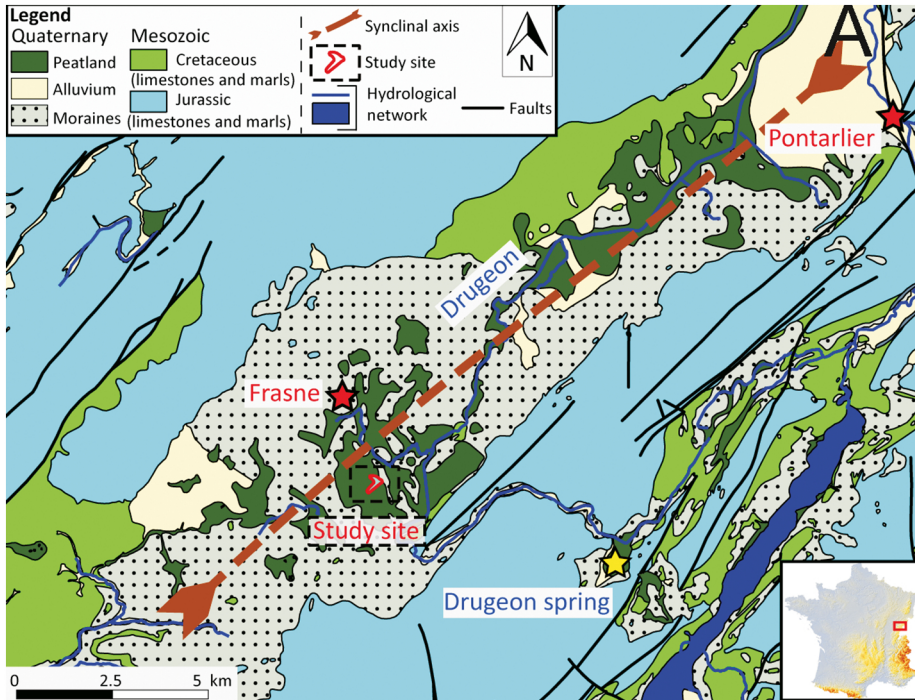 Legend
Quaternary
Mesozoic
Peatland
Alluvium
Moraines
Cretaceous
(limestones and marls)
Jurassic
(limestones and marls)
Synclinal axis
Study site
Hydrological
network
Faults
N
A
Pontarlier
Drugeon
Frasne
Study site
Drugeon spring
0 2.5 5 km